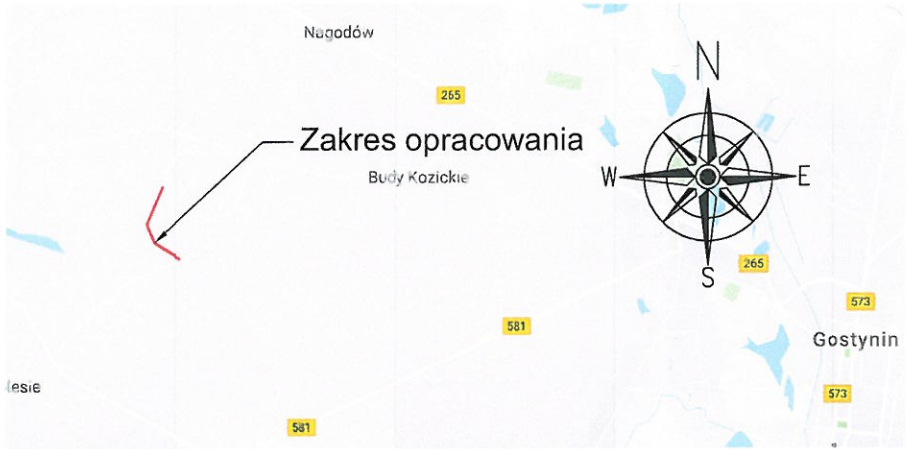 Nagodów
265
N
Zakres opracowania
Budy Kozickie
W
E
S
265
573
581
Gostynin
lesie
573
581